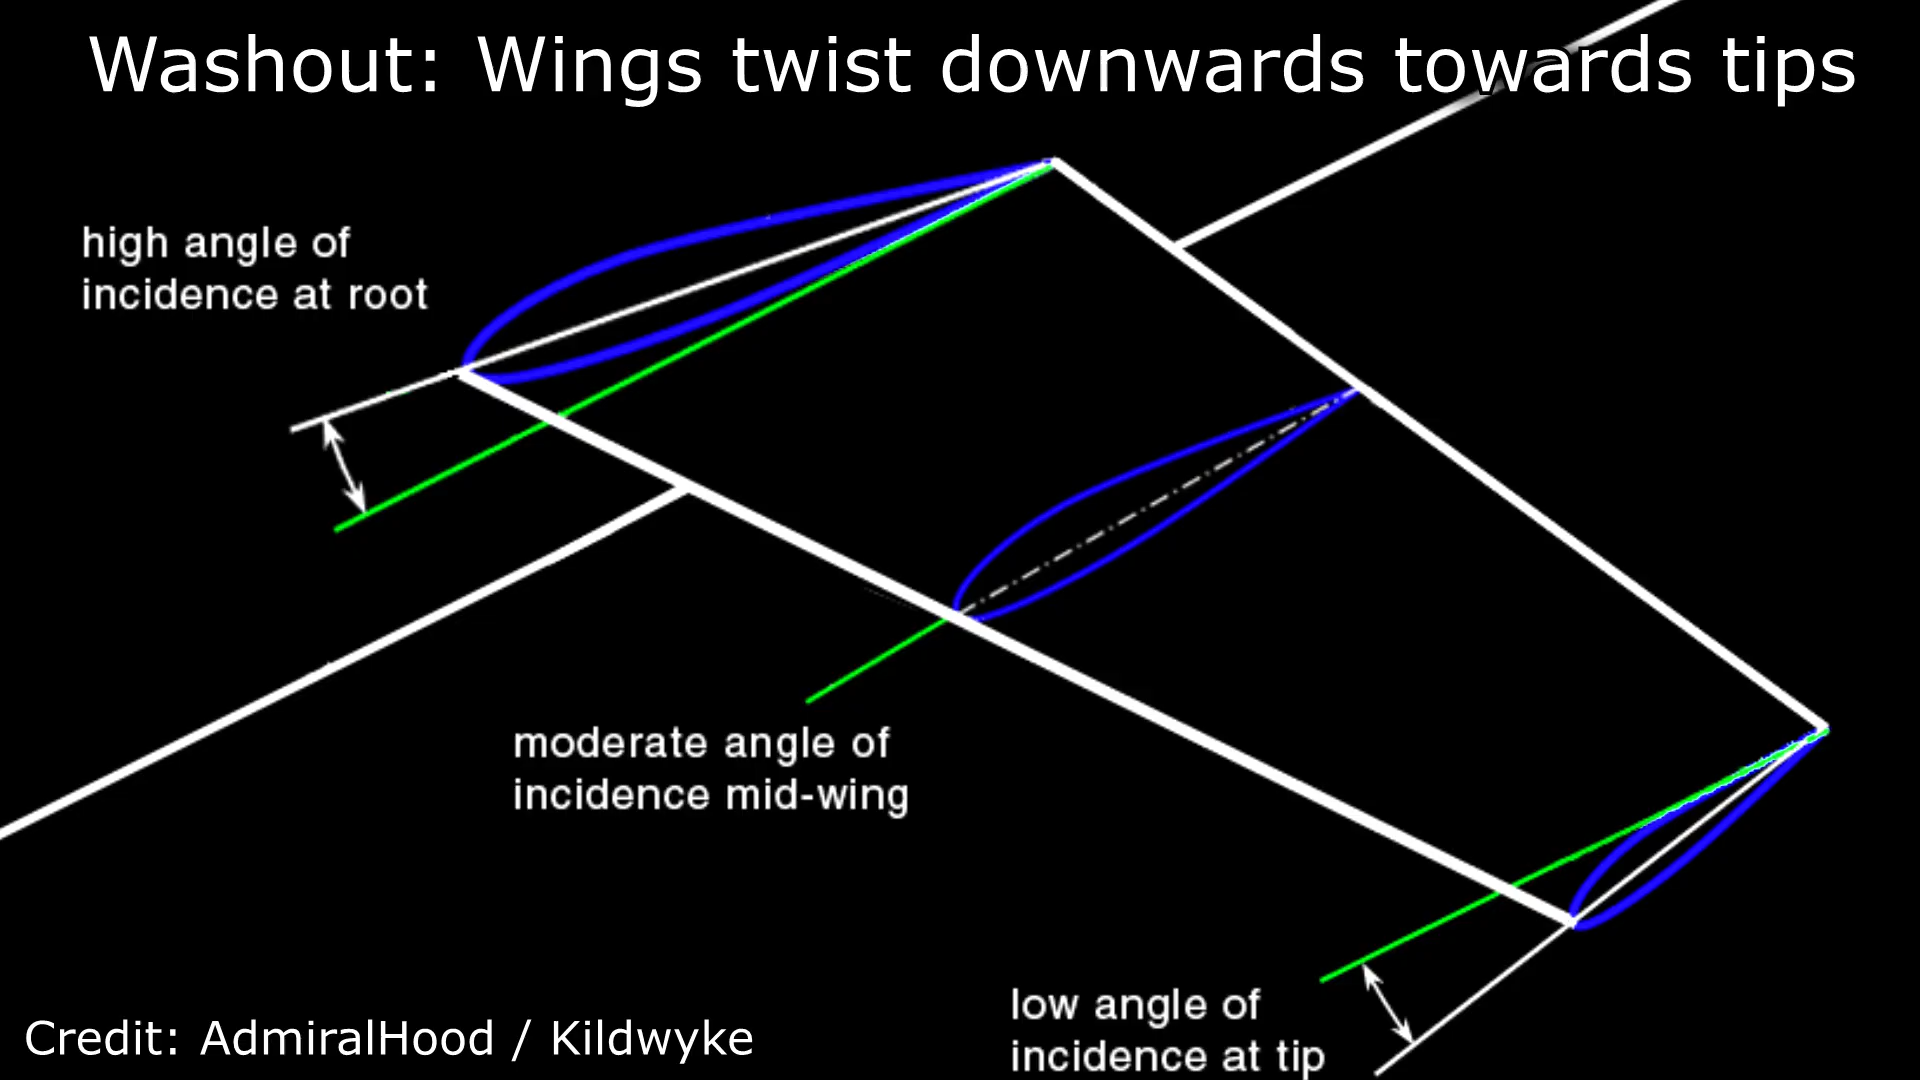 Washout: Wings twist downwards towards tips
high angle of
incidence at root
moderate angle of
incidence mid-wing
low angle of
incidence at tip
Credit: AdmiralHood / Kildwyke